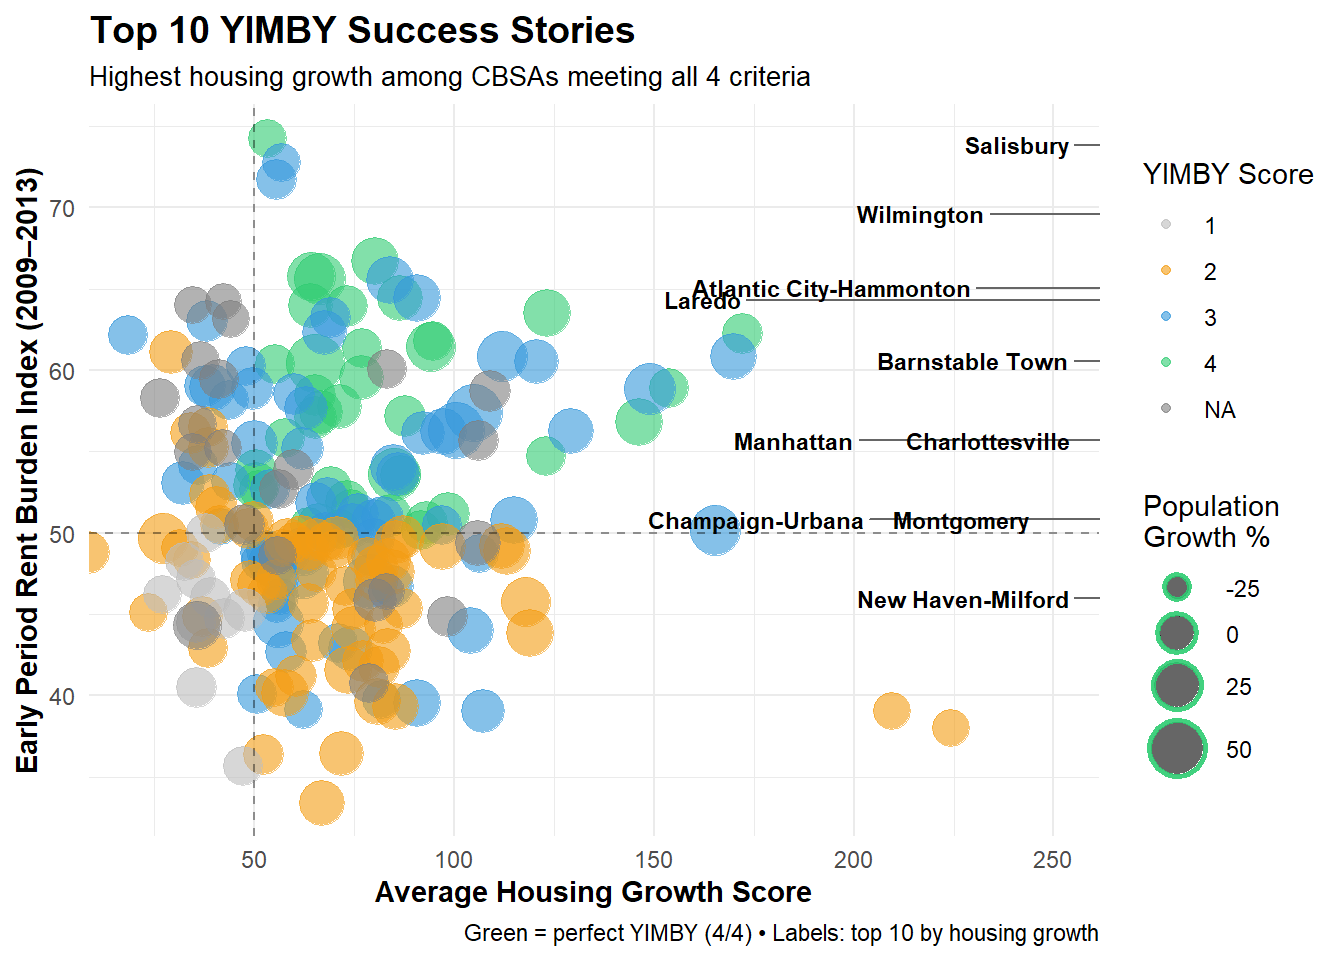 Top 10 YIMBY Success Stories
Highest housing growth among CBSAs meeting all 4 criteria
Early Period Rent Burden Index (2009–2013)
70
60
50
40
Salisbury
Wilmington
Atlantic City-Hammonton
Laredo
Barnstable Town
Manhattan
Charlottesville
Champaign-Urbana
Montgomery
New Haven-Milford
50
100
150
200
250
Average Housing Growth Score
Green = perfect YIMBY (4/4) • Labels: top 10 by housing growth
YIMBY Score
1
2
3
4
NA
Population
Growth %
-25
0
25
50